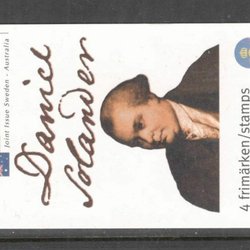 Joint Issue Sweden - Australia
Daniel
Solander
4 frimärken/stamps